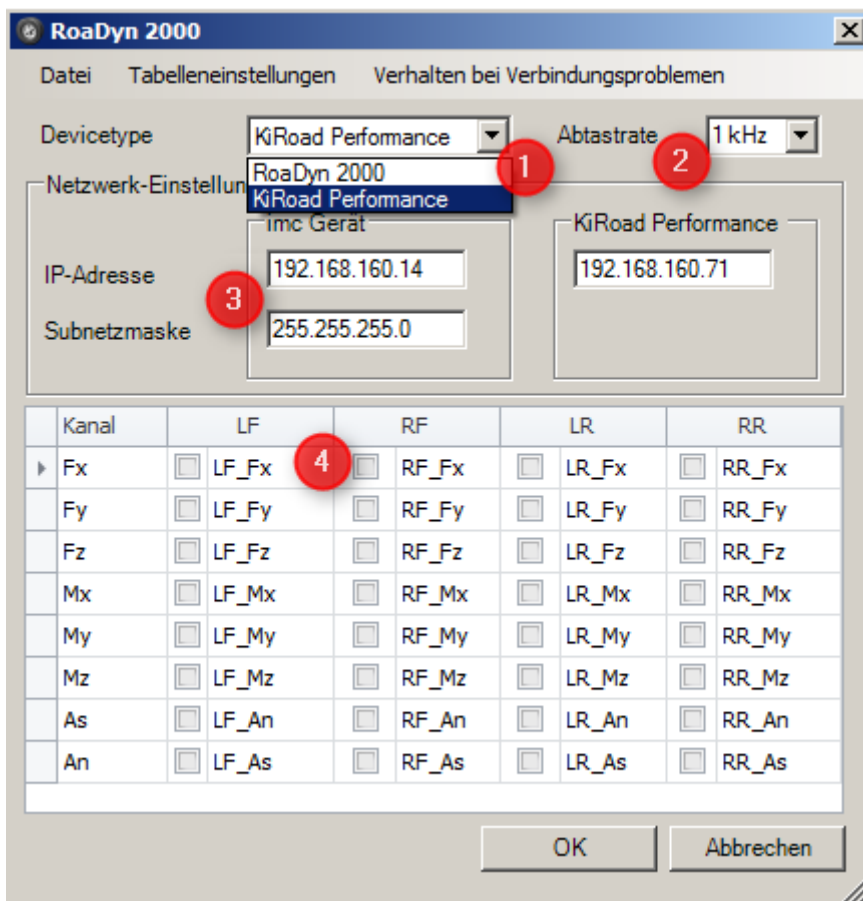 RoaDyn 2000
Datei Tabelleneinstellungen Verhalten bei Verbindungsproblemen
Devicetype KiRoad Performance Abtastrate 1 kHz
1 2
RoaDyn 2000
KiRoad Performance
Netzwerk-Einstellun
imc Gerät KiRoad Performance
IP-Adresse 192.168.160.14 192.168.160.71
3
Subnetzmaske 255.255.255.0
Kanal LF RF LR RR
4
Fx LF_Fx RF_Fx LR_Fx RR_Fx
Fy LF_Fy RF_Fy LR_Fy RR_Fy
Fz LF_Fz RF_Fz LR_Fz RR_Fz
Mx LF_Mx RF_Mx LR_Mx RR_Mx
My LF_My RF_My LR_My RR_My
Mz LF_Mz RF_Mz LR_Mz RR_Mz
As LF_An RF_An LR_An RR_An
An LF_As RF_As LR_As RR_As
OK Abbrechen